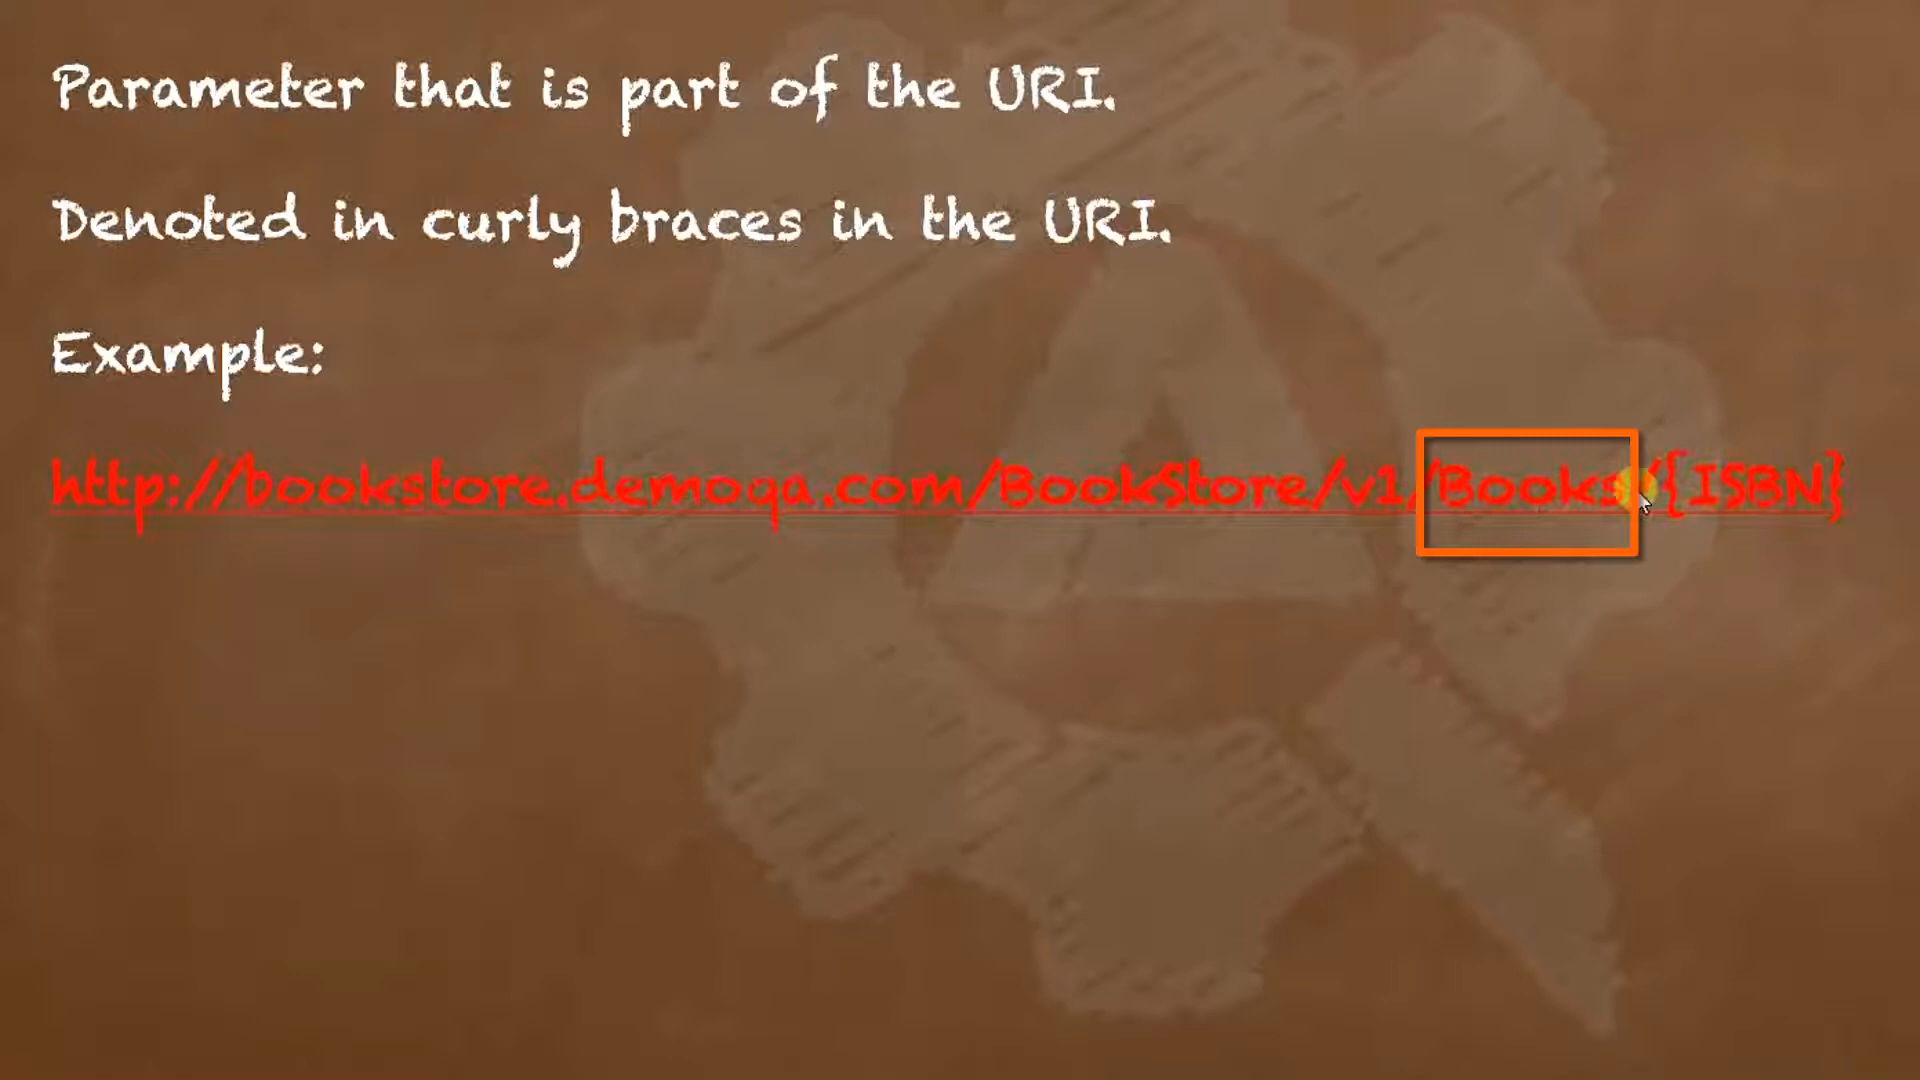 Parameter that is part of the URI.
Denoted in curly braces in the URI.
Example:
http://bookstore.demoqa.com/BookStore/v1/Books/{ISBN}